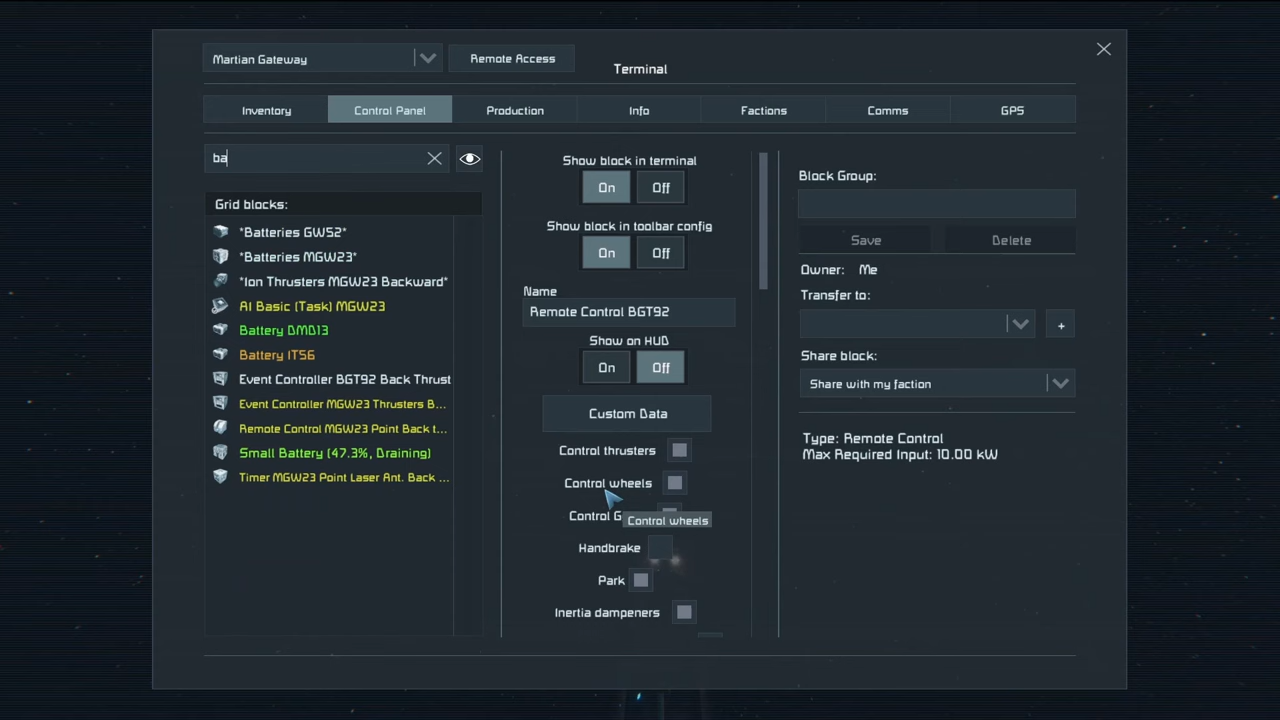 Martian Gateway
Remote Access
Terminal
Inventory
Control Panel
Production
Info
Factions
Comms
GPS
ba
Grid blocks:
*Batteries GW52*
*Batteries MGW23*
*Ion Thrusters MGW23 Backward*
AI Basic (Task) MGW23
Battery DMD13
Battery IT56
Event Controller BGT92 Back Thrust
Event Controller MGW23 Thrusters B...
Remote Control MGW23 Point Back t...
Small Battery (47.3%, Draining)
Timer MGW23 Point Laser Ant. Back ...
Show block in terminal
On Off
Show block in toolbar config
On Off
Name
Remote Control BGT92
Show on HUD
On Off
Custom Data
Control thrusters
Control wheels
Control G
Control wheels
Handbrake
Park
Inertia dampeners
Block Group:
Save
Delete
Owner: Me
Transfer to:
+
Share block:
Share with my faction
Type: Remote Control
Max Required Input: 10.00 kW